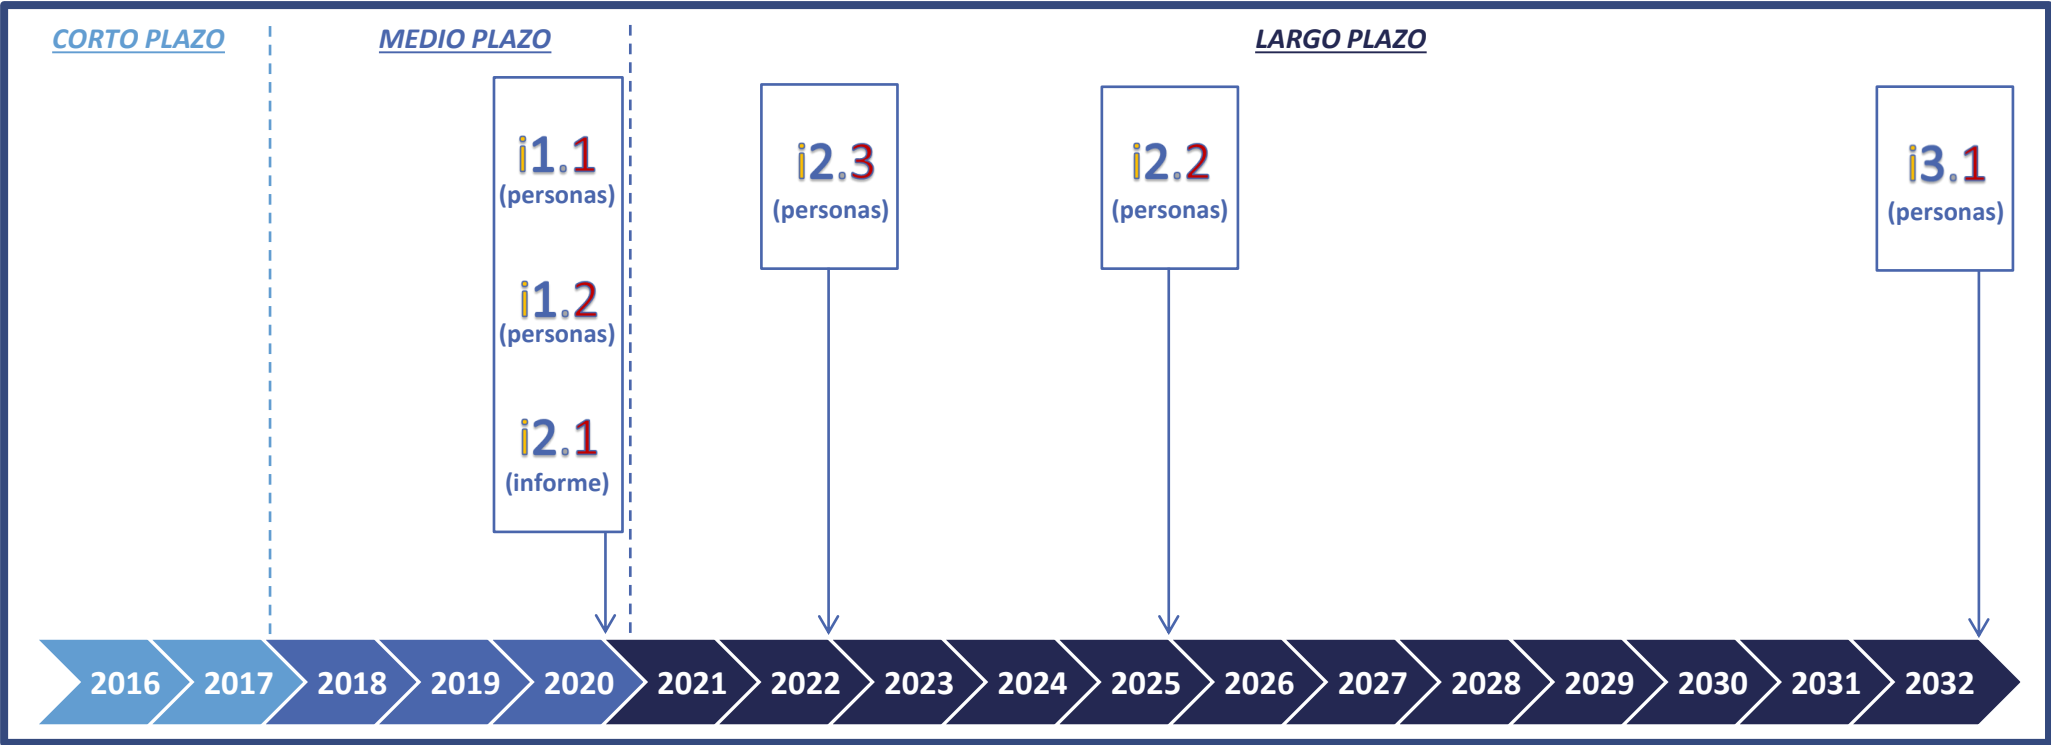 CORTO PLAZO
MEDIO PLAZO
LARGO PLAZO
i1.1
(personas)
i1.2
(personas)
i2.1
(informe)
i2.3
(personas)
i2.2
(personas)
i3.1
(personas)
2016 2017 2018 2019 2020 2021 2022 2023 2024 2025 2026 2027 2028 2029 2030 2031 2032